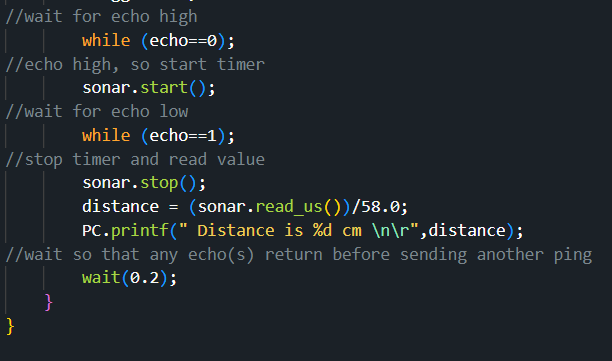 //wait for echo high
while (echo==0);
//echo high, so start timer
sonar.start();
//wait for echo low
while (echo==1);
//stop timer and read value
sonar.stop();
distance = (sonar.read_us())/58.0;
PC.printf(" Distance is %d cm \n\r",distance);
//wait so that any echo(s) return before sending another ping
wait(0.2);
}
}